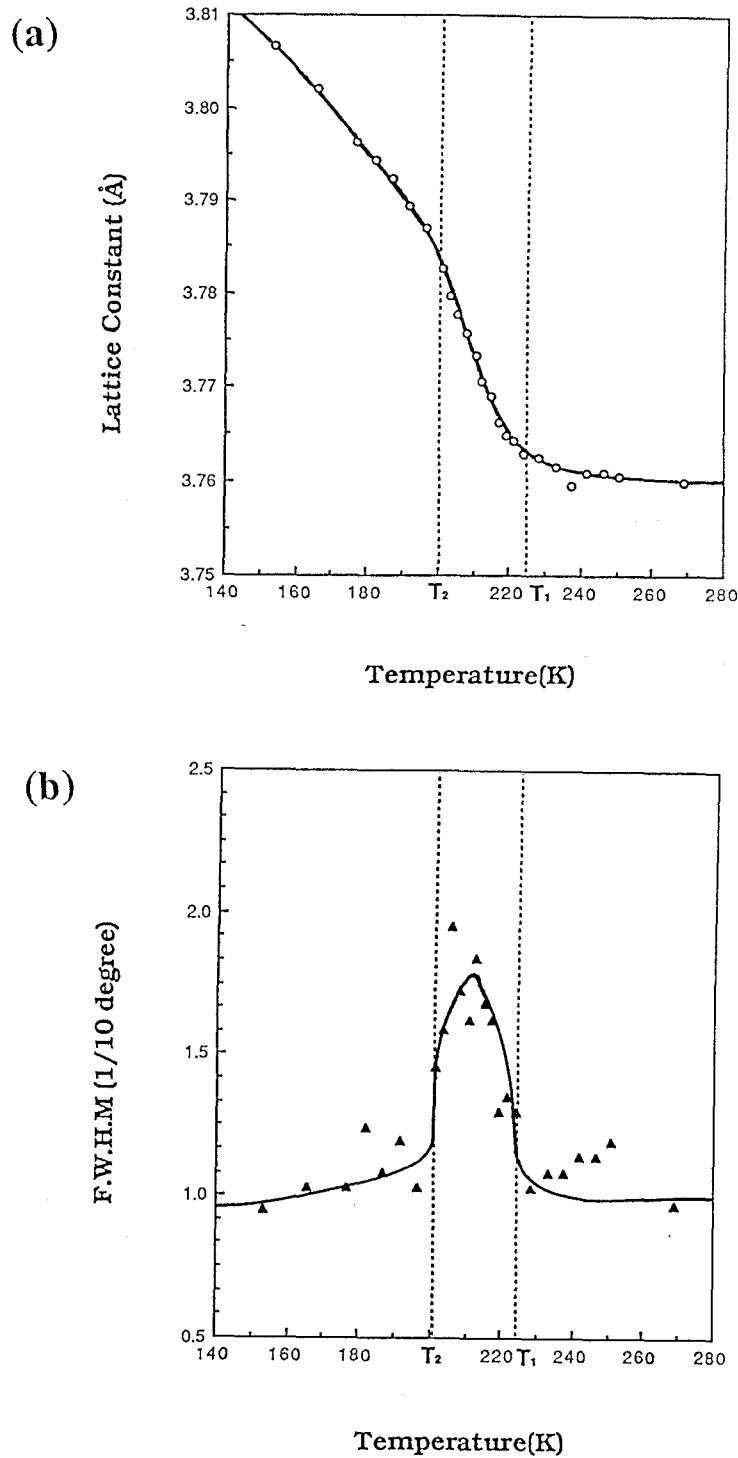 (a)
Lattice Constant (Å)
3.81
3.80
3.79
3.78
3.77
3.76
3.75
140 160 180 T₂ 220 T₁ 240 260 280
Temperature(K)
(b)
F.W.H.M (1/10 degree)
2.5
2.0
1.5
1.0
0.5
140 160 180 T₂ 220 T₁ 240 260 280
Temperature(K)